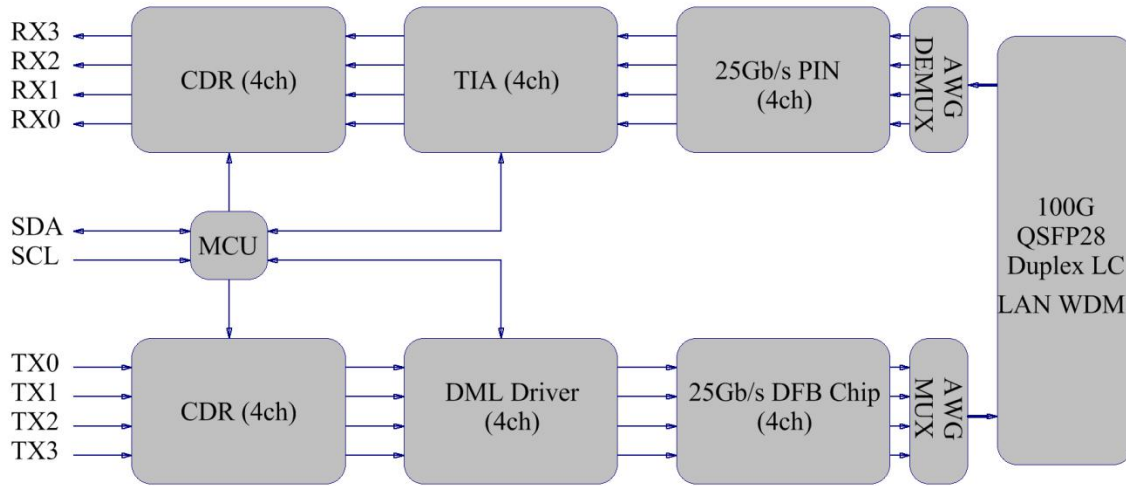 RX3
RX2
RX1
RX0
CDR (4ch)
TIA (4ch)
25Gb/s PIN
(4ch)
AWG
DEMUX
SDA
SCL
MCU
100G
QSFP28
Duplex LC
LAN WDM
TX0
TX1
TX2
TX3
CDR (4ch)
DML Driver
(4ch)
25Gb/s DFB Chip
(4ch)
AWG
MUX